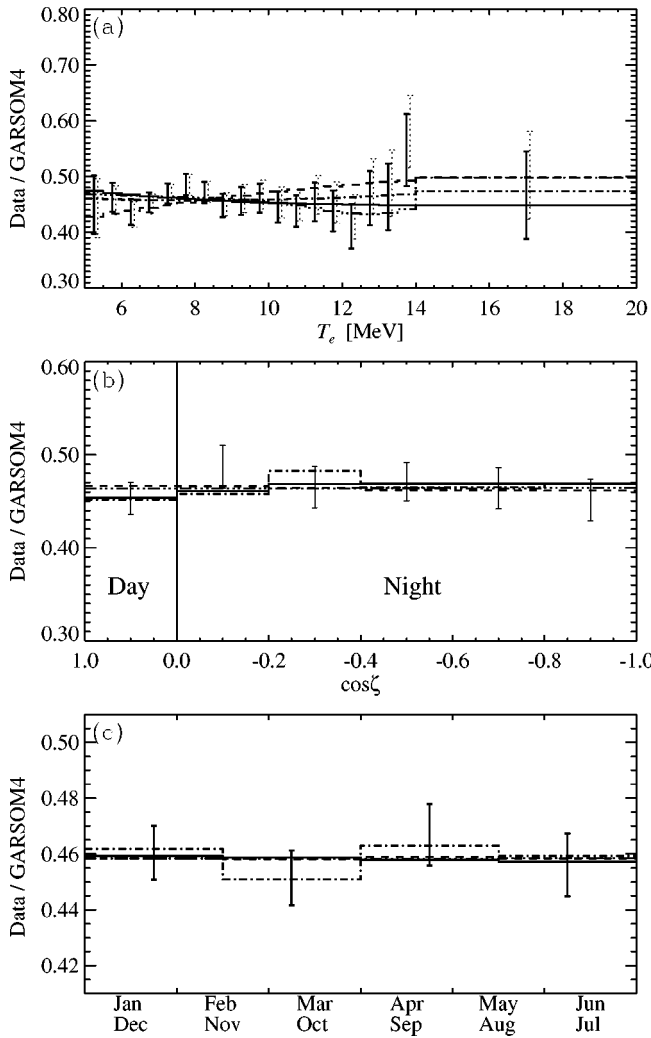 (a)
0.80
0.70
0.60
0.50
0.40
0.30
Data / GARSOM4
6 8 10 12 14 16 18 20
T_e [MeV]
(b)
0.60
0.50
0.40
0.30
Data / GARSOM4
Day
Night
1.0 0.0 -0.2 -0.4 -0.6 -0.8 -1.0
cosζ
(c)
0.50
0.48
0.46
0.44
0.42
Data / GARSOM4
Jan Feb Mar Apr May Jun
Dec Nov Oct Sep Aug Jul